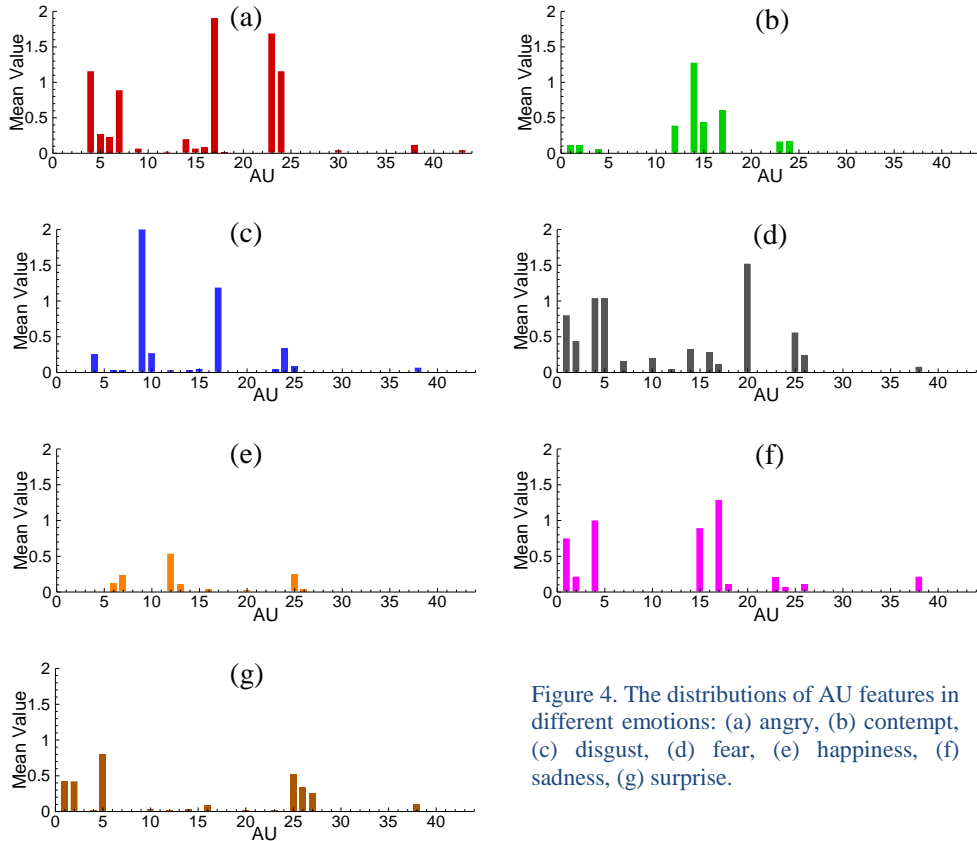 (a)
2
1.5
1
0.5
0
Mean Value
0 5 10 15 20 25 30 35 40
AU
(b)
2
1.5
1
0.5
0
Mean Value
0 5 10 15 20 25 30 35 40
AU
(c)
2
1.5
1
0.5
0
Mean Value
0 5 10 15 20 25 30 35 40
AU
(d)
2
1.5
1
0.5
0
Mean Value
0 5 10 15 20 25 30 35 40
AU
(e)
2
1.5
1
0.5
0
Mean Value
0 5 10 15 20 25 30 35 40
AU
(f)
2
1.5
1
0.5
0
Mean Value
0 5 10 15 20 25 30 35 40
AU
(g)
2
1.5
1
0.5
0
Mean Value
0 5 10 15 20 25 30 35 40
AU
Figure 4. The distributions of AU features in
different emotions: (a) angry, (b) contempt,
(c) disgust, (d) fear, (e) happiness, (f)
sadness, (g) surprise.